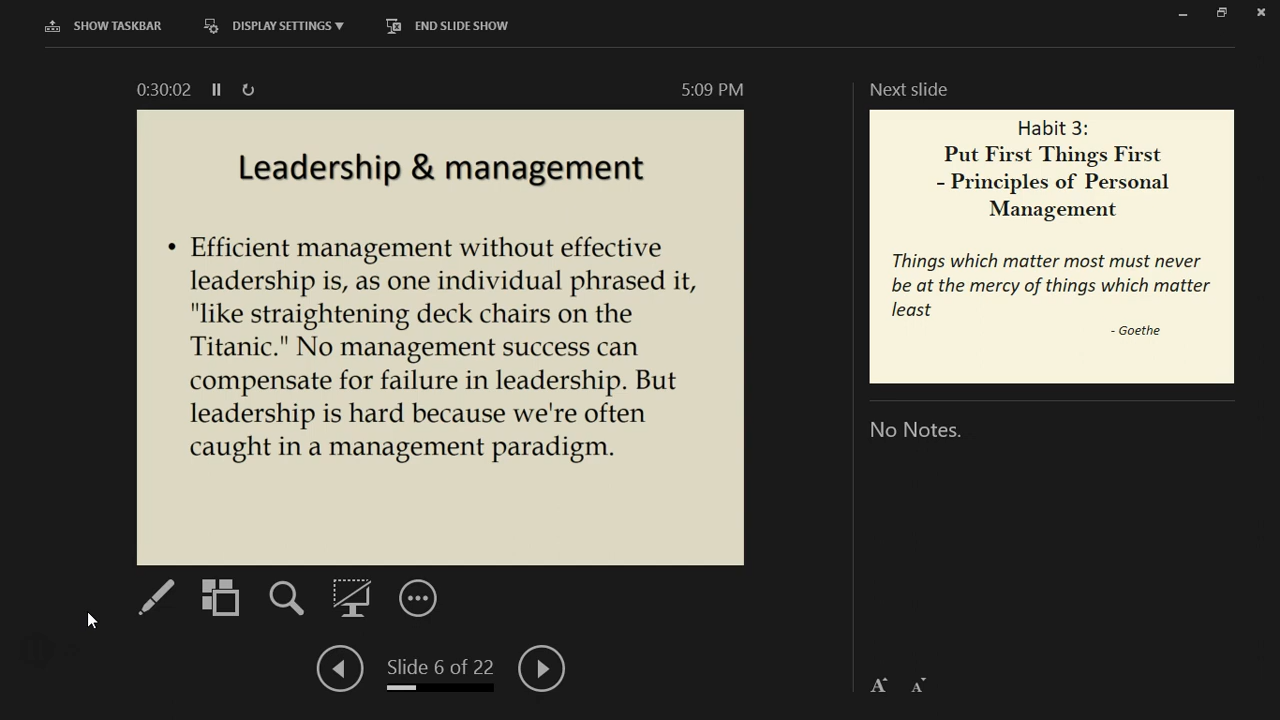 SHOW TASKBAR
DISPLAY SETTINGS ▼
END SLIDE SHOW
0:30:02
5:09 PM
Leadership & management
• Efficient management without effective
leadership is, as one individual phrased it,
"like straightening deck chairs on the
Titanic." No management success can
compensate for failure in leadership. But
leadership is hard because we're often
caught in a management paradigm.
Slide 6 of 22
Next slide
Habit 3:
Put First Things First
- Principles of Personal
Management
Things which matter most must never
be at the mercy of things which matter
least
- Goethe
No Notes.
A
A